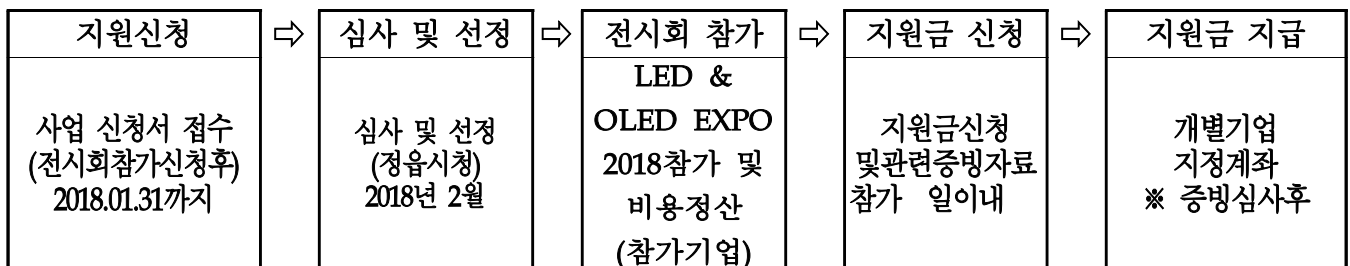 지원신청 ⇨ 심사 및 선정 ⇨ 전시회 참가 ⇨ 지원금 신청 ⇨ 지원금 지급
사업 신청서 접수
(전시회참가신청후)
2018.01.31까지
심사 및 선정
(정읍시청)
2018년 2월
LED &
OLED EXPO
2018참가 및
비용정산
(참가기업)
지원금신청
및관련증빙자료
참가 일이내
개별기업
지정계좌
※ 증빙심사후